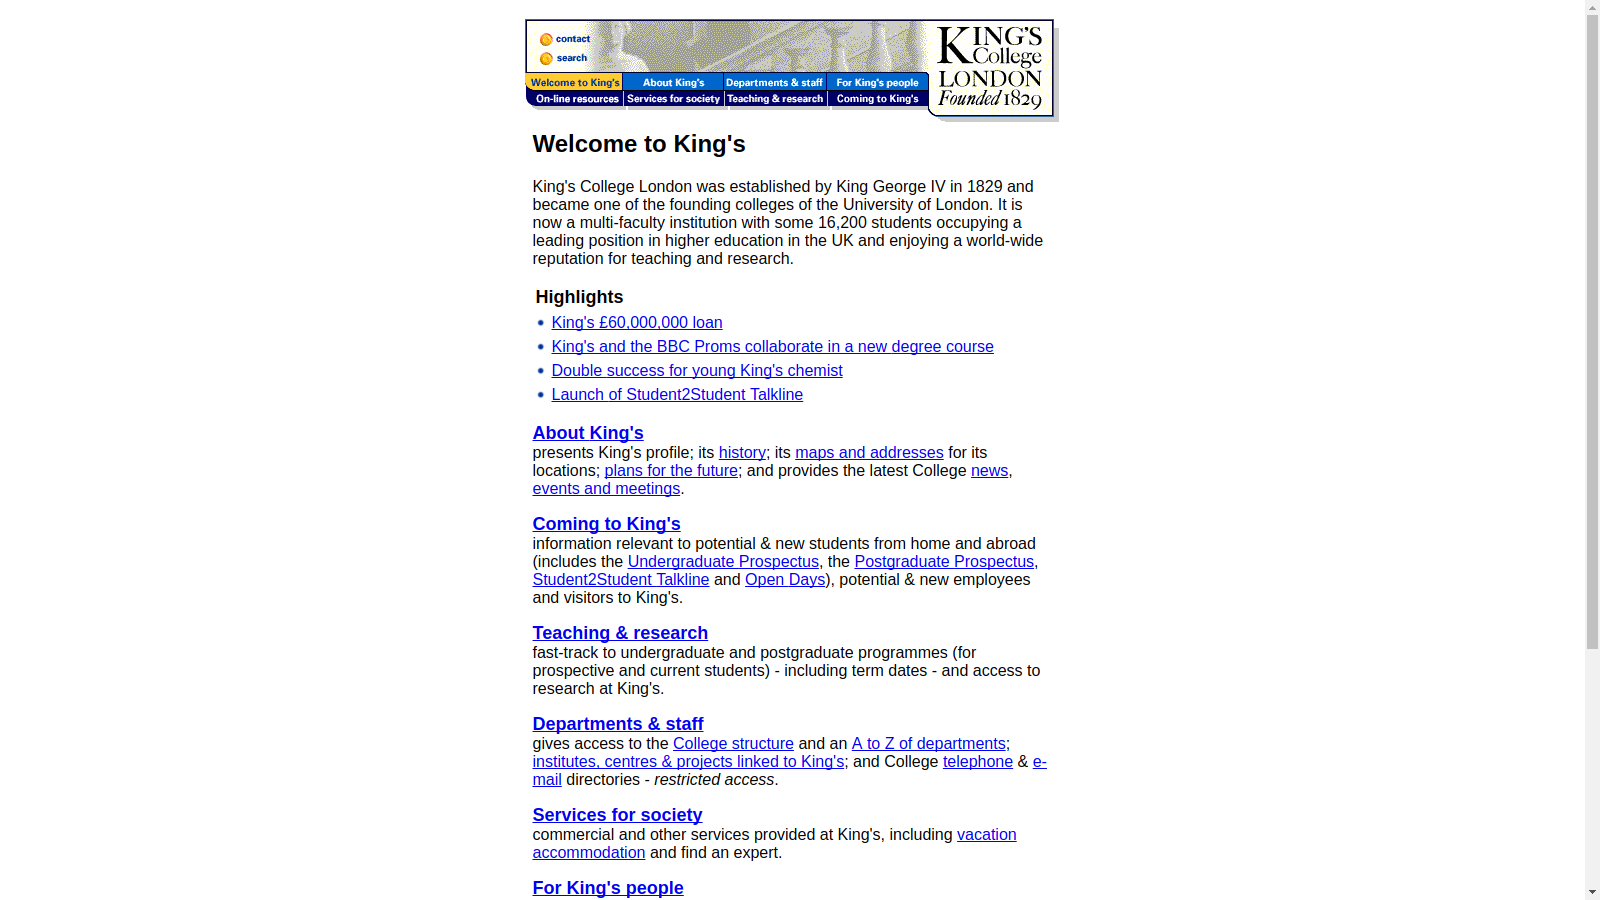 contact
search
KING'S
College
LONDON
Founded 1829
Welcome to King's
About King's
Departments & staff
For King's people
On-line resources
Services for society
Teaching & research
Coming to King's
Welcome to King's
King's College London was established by King George IV in 1829 and
became one of the founding colleges of the University of London. It is
now a multi-faculty institution with some 16,200 students occupying a
leading position in higher education in the UK and enjoying a world-wide
reputation for teaching and research.
Highlights
King's £60,000,000 loan
King's and the BBC Proms collaborate in a new degree course
Double success for young King's chemist
Launch of Student2Student Talkline
About King's
presents King's profile; its history; its maps and addresses for its
locations; plans for the future; and provides the latest College news,
events and meetings.
Coming to King's
information relevant to potential & new students from home and abroad
(includes the Undergraduate Prospectus, the Postgraduate Prospectus,
Student2Student Talkline and Open Days), potential & new employees
and visitors to King's.
Teaching & research
fast-track to undergraduate and postgraduate programmes (for
prospective and current students) - including term dates - and access to
research at King's.
Departments & staff
gives access to the College structure and an A to Z of departments;
institutes, centres & projects linked to King's; and College telephone & e-
mail directories - restricted access.
Services for society
commercial and other services provided at King's, including vacation
accommodation and find an expert.
For King's people